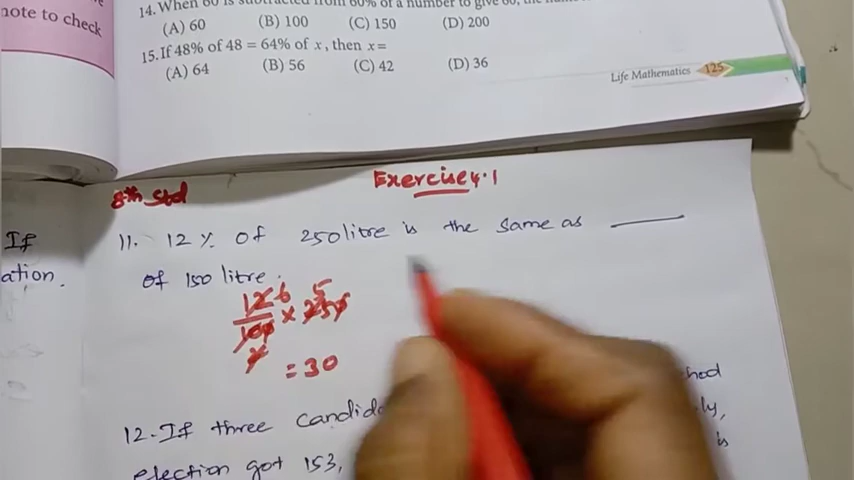 note to check
14. When 60 is subtracted from 60% of a number to give 60, the
(A) 60 (B) 100 (C) 150 (D) 200
15. If 48% of 48 = 64% of x, then x=
(A) 64 (B) 56 (C) 42 (D) 36
Life Mathematics 125
8th Std
Exercise 4.1
If
ation.
11. 12 % of 250 litre is the same as
of 150 litre.
12 6 5
100 × 250
2
= 30
12. If three candid
ly,
election got 153,